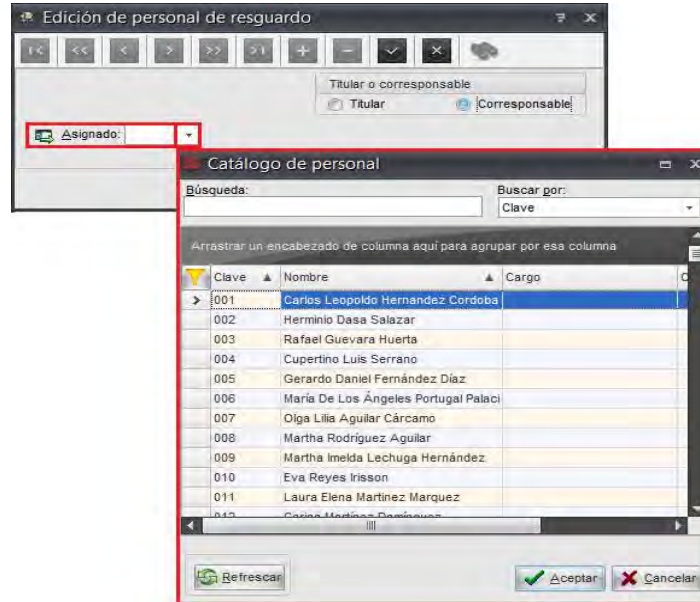 Edición de personal de resguardo
Titular o corresponsable
Titular Corresponsable
Asignado:
Catálogo de personal
Búsqueda: Buscar por:
Clave
Arrastrar un encabezado de columna aquí para agrupar por esa columna
Clave Nombre Cargo C
001 Carlos Leopoldo Hernandez Cordoba
002 Herminio Dasa Salazar
003 Rafael Guevara Huerta
004 Cupertino Luis Serrano
005 Gerardo Daniel Fernández Díaz
006 María De Los Ángeles Portugal Palaci
007 Olga Lilia Aguilar Cárcamo
008 Martha Rodríguez Aguilar
009 Martha Imelda Lechuga Hernández
010 Eva Reyes Irisson
011 Laura Elena Martinez Marquez
012 Carina Martínez Domínguez
Refrescar Aceptar Cancelar